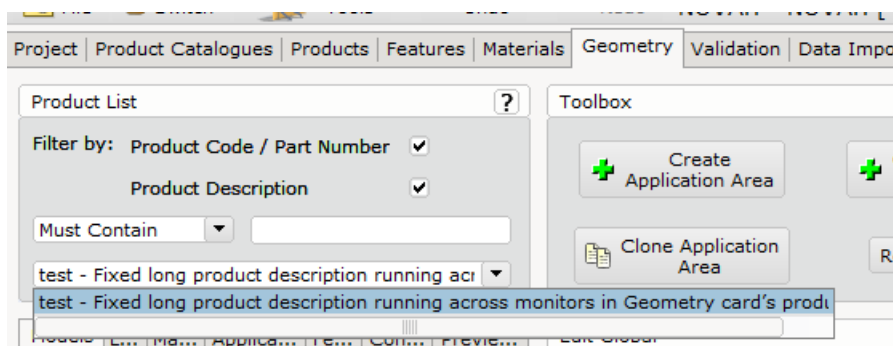 Project | Product Catalogues | Products | Features | Materials Geometry Validation | Data Impo
Product List ?
Toolbox
Filter by: Product Code / Part Number
Product Description
Create
Application Area
Must Contain
Clone Application
Area
R
test - Fixed long product description running acr
test - Fixed long product description running across monitors in Geometry card's produ